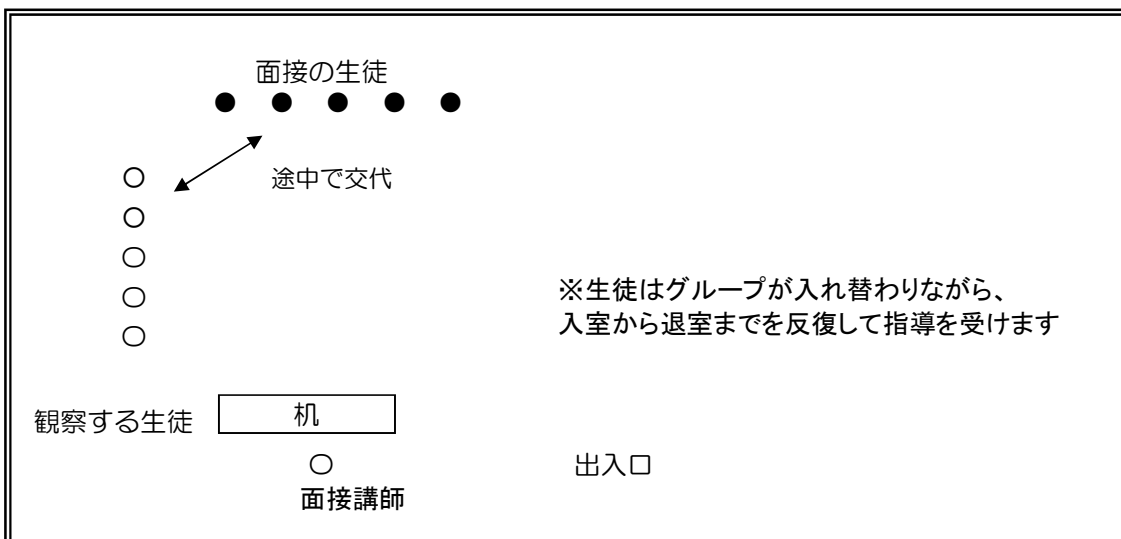 面接の生徒
途中で交代
※生徒はグループが入れ替わりながら、
入室から退室までを反復して指導を受けます
観察する生徒
机
出入口
面接講師